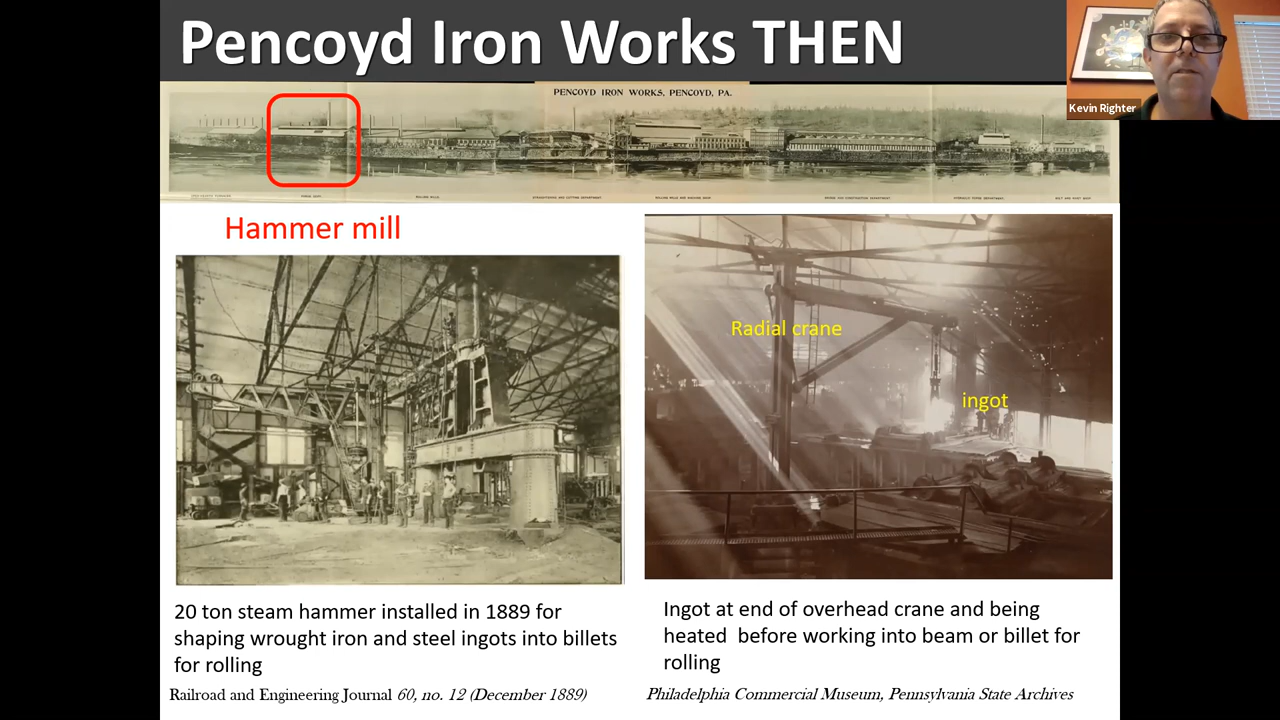 Pencoyd Iron Works THEN
Kevin Righter
PENCOYD IRON WORKS, PENCOYD, PA.
Hammer mill
Radial crane
ingot
20 ton steam hammer installed in 1889 for
shaping wrought iron and steel ingots into billets
for rolling
Railroad and Engineering Journal 60, no. 12 (December 1889)
Ingot at end of overhead crane and being
heated before working into beam or billet for
rolling
Philadelphia Commercial Museum, Pennsylvania State Archives